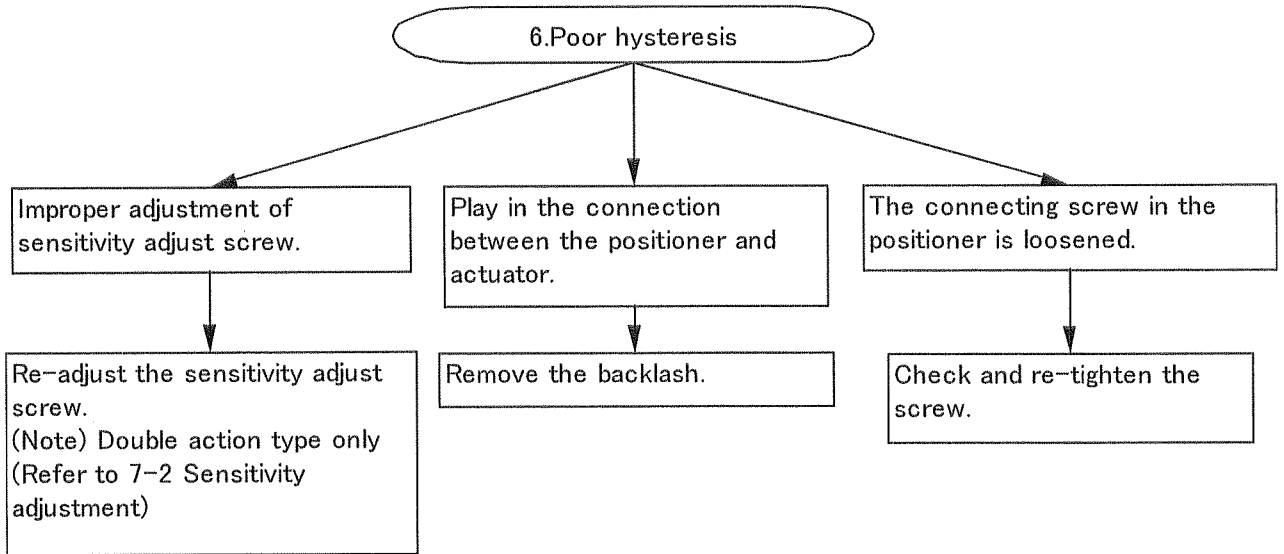 6.Poor hysteresis
Improper adjustment of
sensitivity adjust screw.
Play in the connection
between the positioner and
actuator.
The connecting screw in the
positioner is loosened.
Re-adjust the sensitivity adjust
screw.
(Note) Double action type only
(Refer to 7-2 Sensitivity
adjustment)
Remove the backlash.
Check and re-tighten the
screw.